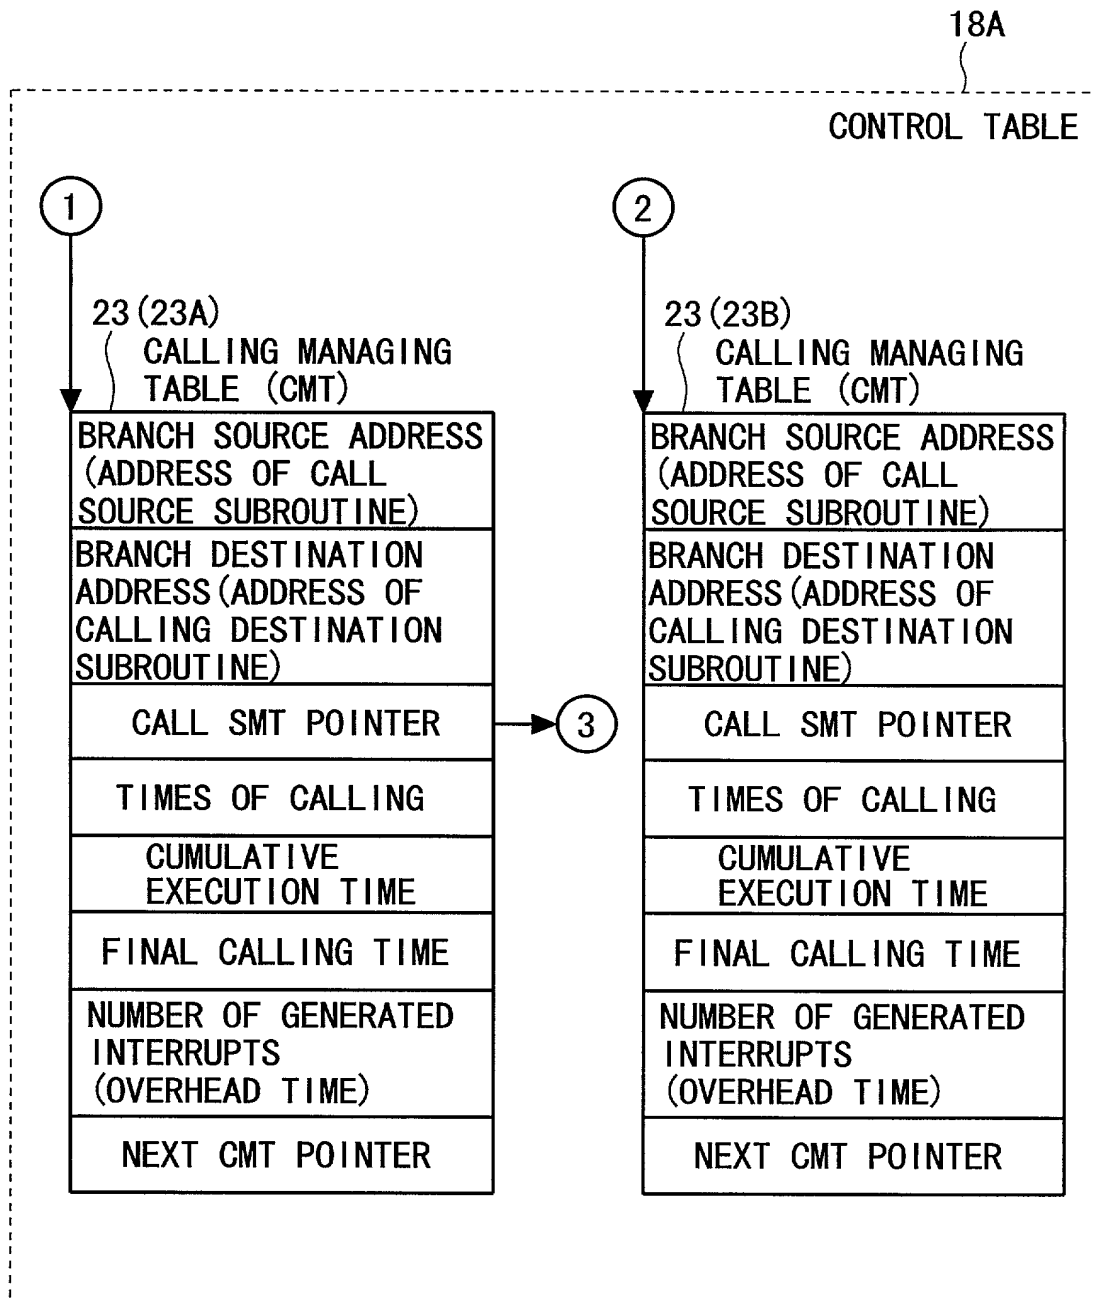 18A
CONTROL TABLE
1
2
23(23A)
CALLING MANAGING
TABLE (CMT)
BRANCH SOURCE ADDRESS
(ADDRESS OF CALL
SOURCE SUBROUTINE)
BRANCH DESTINATION
ADDRESS(ADDRESS OF
CALLING DESTINATION
SUBROUTINE)
CALL SMT POINTER
3
TIMES OF CALLING
CUMULATIVE
EXECUTION TIME
FINAL CALLING TIME
NUMBER OF GENERATED
INTERRUPTS
(OVERHEAD TIME)
NEXT CMT POINTER
23(23B)
CALLING MANAGING
TABLE (CMT)
BRANCH SOURCE ADDRESS
(ADDRESS OF CALL
SOURCE SUBROUTINE)
BRANCH DESTINATION
ADDRESS(ADDRESS OF
CALLING DESTINATION
SUBROUTINE)
CALL SMT POINTER
TIMES OF CALLING
CUMULATIVE
EXECUTION TIME
FINAL CALLING TIME
NUMBER OF GENERATED
INTERRUPTS
(OVERHEAD TIME)
NEXT CMT POINTER